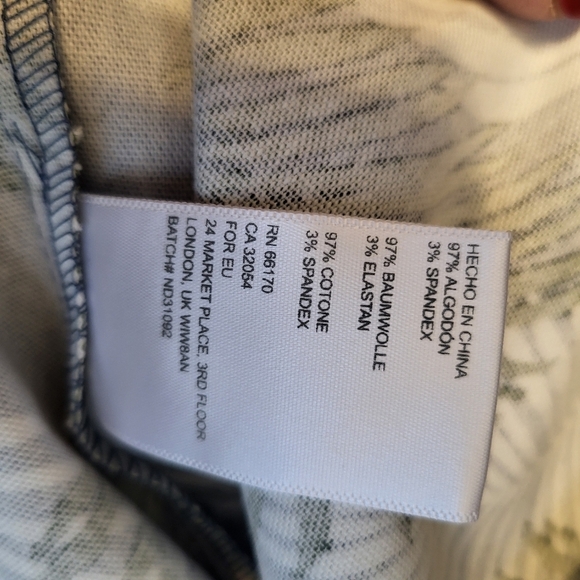 HECHO EN CHINA
97% ALGODÓN
3% SPANDEX
97% BAUMWOLLE
3% ELASTAN
97% COTONE
3% SPANDEX
RN 66170
CA 32054
FOR EU
24 MARKET PLACE, 3RD FLOOR
LONDON, UK WIW8AN
BATCH# ND31092